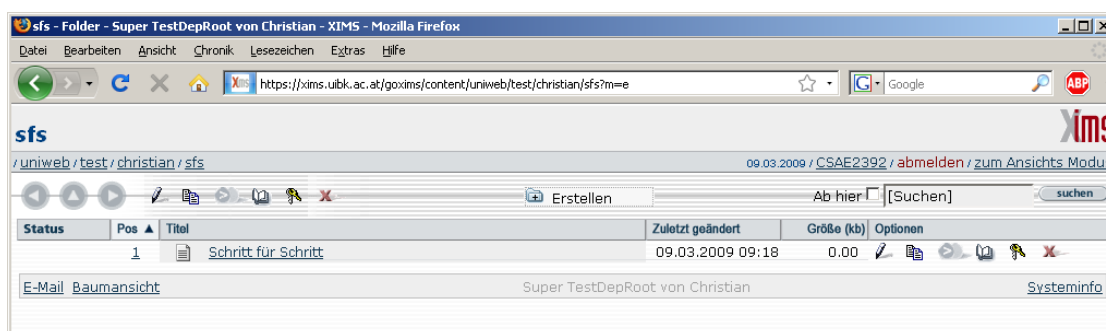 sfs - Folder - Super TestDepRoot von Christian - XIMS - Mozilla Firefox
Datei Bearbeiten Ansicht Chronik Lesezeichen Extras Hilfe
Xims https://xims.uibk.ac.at/goxims/content/uniweb/test/christian/sfs?m=e G Google ABP
sfs Xims
/ uniweb / test / christian / sfs 09.03.2009 / CSAE2392 / abmelden / zum Ansichts Modu
Erstellen Ab hier [Suchen] suchen
Status Pos ▲ Titel Zuletzt geändert Größe (kb) Optionen
1 Schritt für Schritt 09.03.2009 09:18 0.00
E-Mail Baumansicht Super TestDepRoot von Christian Systeminfo